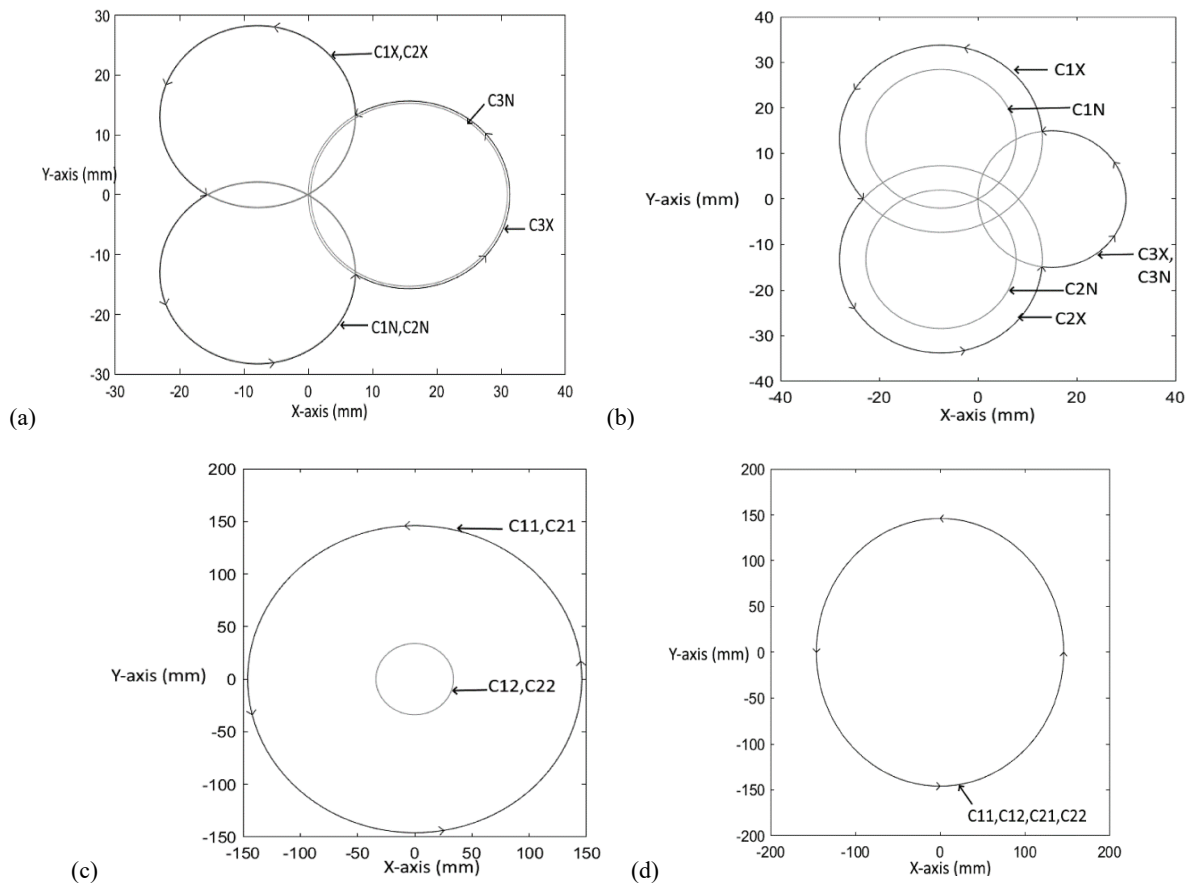 30
20
10
Y-axis (mm)
0
-10
-20
-30
-30
-20
-10
0
10
20
30
40
X-axis (mm)
C1X,C2X
C3N
C3X
C1N,C2N
(a)
40
30
20
10
Y-axis (mm)
0
-10
-20
-30
-40
-40
-20
0
20
40
X-axis (mm)
C1X
C1N
C3X,
C3N
C2N
C2X
(b)
200
150
100
50
Y-axis (mm)
0
-50
-100
-150
-150
-100
-50
0
50
100
150
X-axis (mm)
C11,C21
C12,C22
(c)
200
150
100
50
Y-axis (mm)
0
-50
-100
-150
-200
-200
-100
0
100
200
X-axis (mm)
C11,C12,C21,C22
(d)